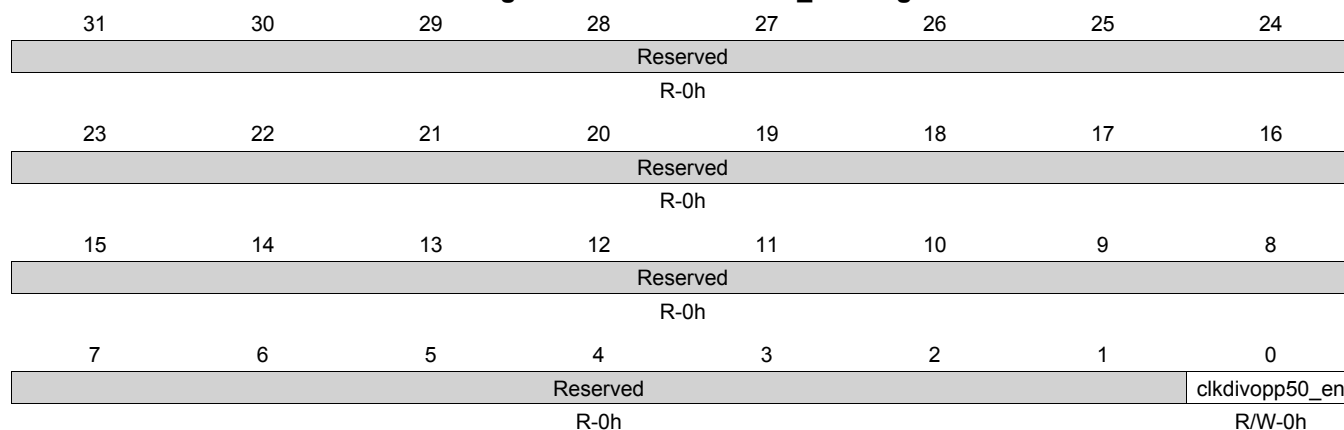 31 30 29 28 27 26 25 24
Reserved
R-0h
23 22 21 20 19 18 17 16
Reserved
R-0h
15 14 13 12 11 10 9 8
Reserved
R-0h
7 6 5 4 3 2 1 0
Reserved clkdivopp50_en
R-0h R/W-0h